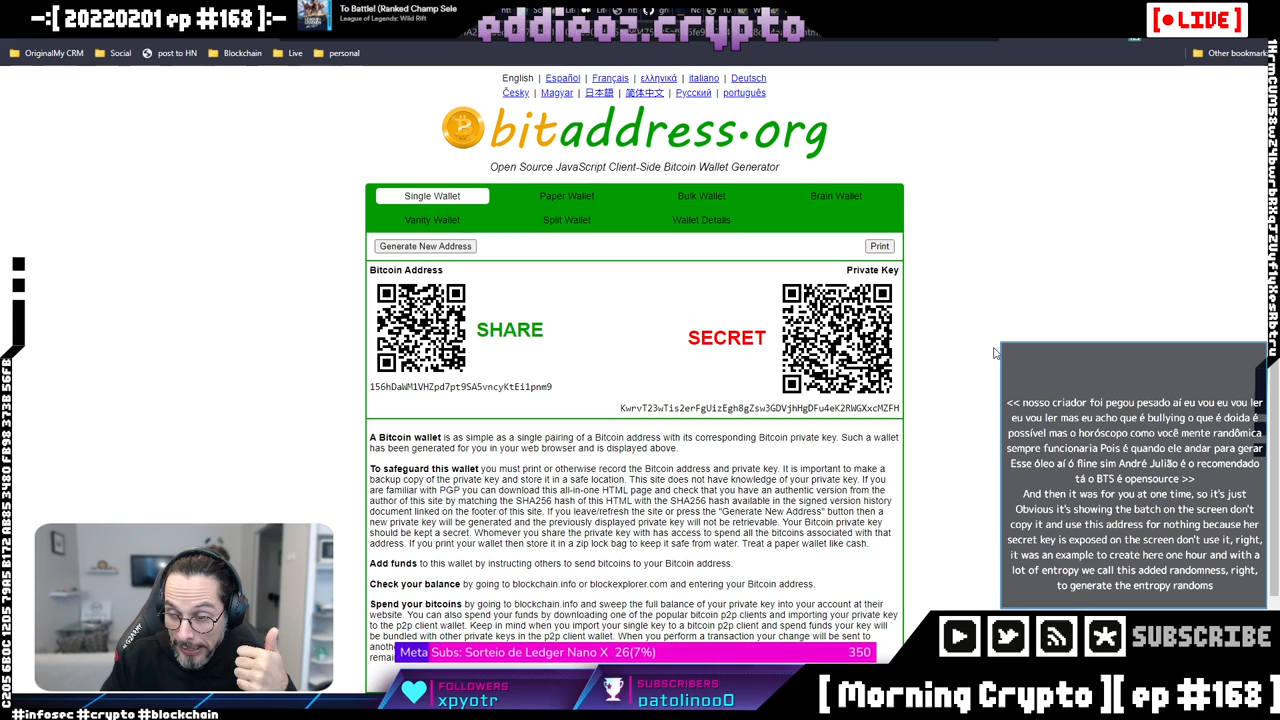 –:[ 20220201 ep #168 ]:–
To Battle! (Ranked Champ Sele
League of Legends: Wild Rift
eddieoz.crypto
[ LIVE ]
OriginalMy CRM
Social
post to HN
Blockchain
Live
personal
Other bookmark
English | Español | Français | ελληνικά | italiano | Deutsch
Česky | Magyar | 日本語 | 简体中文 | Русский | português
bitaddress.org
Open Source JavaScript Client-Side Bitcoin Wallet Generator
Single Wallet
Paper Wallet
Bulk Wallet
Brain Wallet
Vanity Wallet
Split Wallet
Wallet Details
Generate New Address
Print
Bitcoin Address
Private Key
SHARE
SECRET
156hDaWM1VHZpd7pt9SA5vncyKtEi1pnm9
KwrvT23wTis2erFgUizEgh8gZsw3GDVjhHgDFu4eK2RWGXxcMZFH
A Bitcoin wallet is as simple as a single pairing of a Bitcoin address with its corresponding Bitcoin private key. Such a wallet
has been generated for you in your web browser and is displayed above.
To safeguard this wallet you must print or otherwise record the Bitcoin address and private key. It is important to make a
backup copy of the private key and store it in a safe location. This site does not have knowledge of your private key. If you
are familiar with PGP you can download this all-in-one HTML page and check that you have an authentic version from the
author of this site by matching the SHA256 hash of this HTML with the SHA256 hash available in the signed version history
document linked on the footer of this site. If you leave/refresh the site or press the "Generate New Address" button then a
new private key will be generated and the previously displayed private key will not be retrievable. Your Bitcoin private key
should be kept a secret. Whomever you share the private key with has access to spend all the bitcoins associated with that
address. If you print your wallet then store it in a zip lock bag to keep it safe from water. Treat a paper wallet like cash.
Add funds to this wallet by instructing others to send bitcoins to your Bitcoin address.
Check your balance by going to blockchain.info or blockexplorer.com and entering your Bitcoin address.
Spend your bitcoins by going to blockchain.info and sweep the full balance of your private key into your account at their
website. You can also spend your funds by downloading one of the popular bitcoin p2p clients and importing your private key
to the p2p client wallet. Keep in mind when you import your single key to a bitcoin p2p client and spend funds your key will
be bundled with other private keys in the p2p client wallet. When you perform a transaction your change will be sent to
<< nosso criador foi pegou pesado aí eu vou eu vou ler
eu vou ler mas eu acho que é bullying o que é doida é
possível mas o horóscopo como você mente randômica
sempre funcionaria Pois é quando ele andar para gerar
Esse óleo aí ó fline sim André Julião é o recomendado
tá o BTS é opensource >>
And then it was for you at one time, so it's just
Obvious it's showing the batch on the screen don't
copy it and use this address for nothing because her
secret key is exposed on the screen don't use it, right,
it was an example to create here one hour and with a
lot of entropy we call this added randomness, right,
to generate the entropy randoms
Meta Subs: Sorteio de Ledger Nano X 26(7%)
350
SUBSCRIBE
FOLLOWERS
xpyotr
SUBSCRIBERS
patolinoo0
[ Morning Crypto ][ ep #168 ]
#infosec #crypto #blockchain